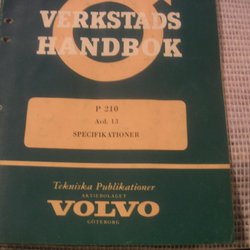 VERKSTADS
HANDBOK
P 210
Avd. 13
SPECIFIKATIONER
Tekniska Publikationer
AKTIEBOLAGET
VOLVO
GÖTEBORG